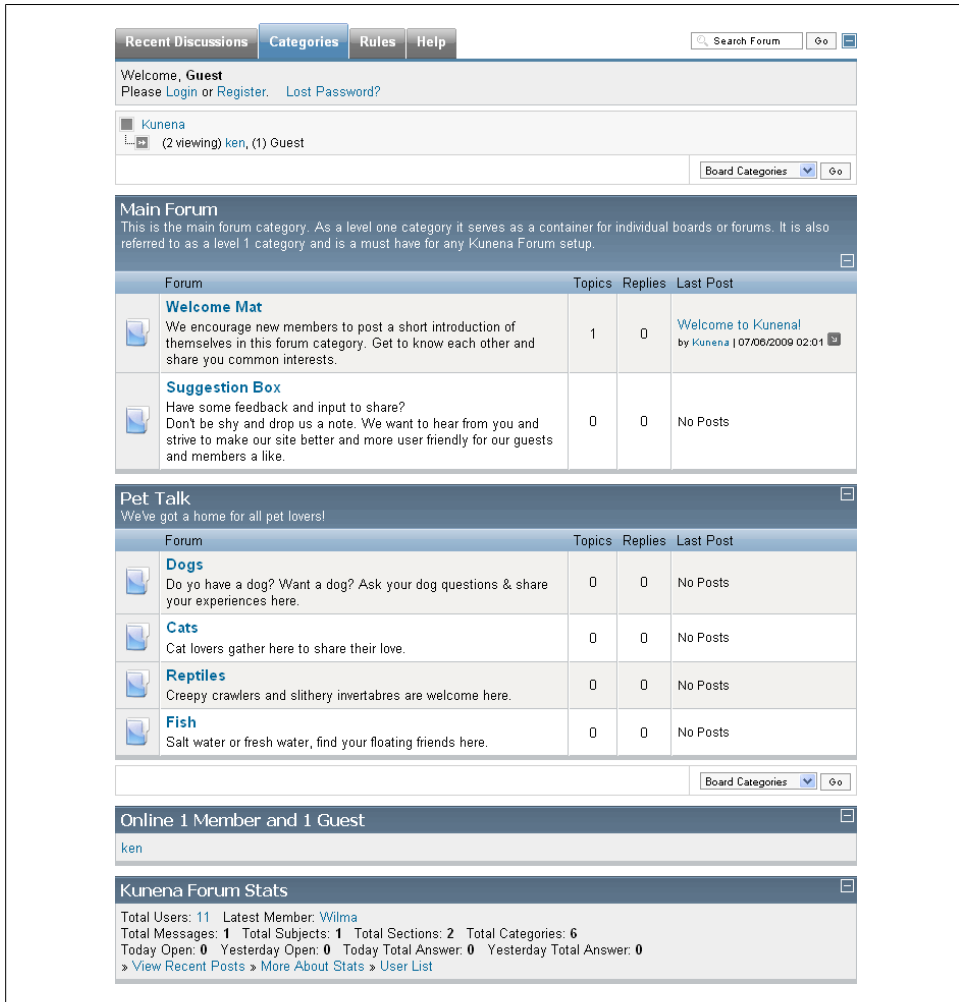 Recent Discussions Categories Rules Help Search Forum Go
Welcome, Guest
Please Login or Register. Lost Password?
Kunena
(2 viewing) ken, (1) Guest
Board Categories Go
Main Forum
This is the main forum category. As a level one category it serves as a container for individual boards or forums. It is also
referred to as a level 1 category and is a must have for any Kunena Forum setup.
Forum Topics Replies Last Post
Welcome Mat
We encourage new members to post a short introduction of
themselves in this forum category. Get to know each other and
share you common interests.
1 0
Welcome to Kunena!
by Kunena | 07/06/2009 02:01
Suggestion Box
Have some feedback and input to share?
Don't be shy and drop us a note. We want to hear from you and
strive to make our site better and more user friendly for our guests
and members a like.
0 0 No Posts
Pet Talk
We've got a home for all pet lovers!
Forum Topics Replies Last Post
Dogs
Do yo have a dog? Want a dog? Ask your dog questions & share
your experiences here.
0 0 No Posts
Cats
Cat lovers gather here to share their love.
0 0 No Posts
Reptiles
Creepy crawlers and slithery invertabres are welcome here.
0 0 No Posts
Fish
Salt water or fresh water, find your floating friends here.
0 0 No Posts
Board Categories Go
Online 1 Member and 1 Guest
ken
Kunena Forum Stats
Total Users: 11 Latest Member: Wilma
Total Messages: 1 Total Subjects: 1 Total Sections: 2 Total Categories: 6
Today Open: 0 Yesterday Open: 0 Today Total Answer: 0 Yesterday Total Answer: 0
» View Recent Posts » More About Stats » User List